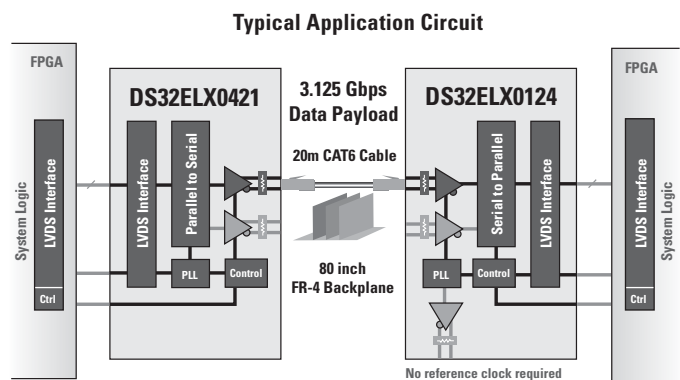 Typical Application Circuit
FPGA
System Logic
LVDS Interface
Ctrl
DS32ELX0421
LVDS Interface
Parallel to Serial
PLL
Control
3.125 Gbps
Data Payload
20m CAT6 Cable
80 inch
FR-4 Backplane
DS32ELX0124
Serial to Parallel
LVDS Interface
PLL
Control
No reference clock required
FPGA
LVDS Interface
Ctrl
System Logic